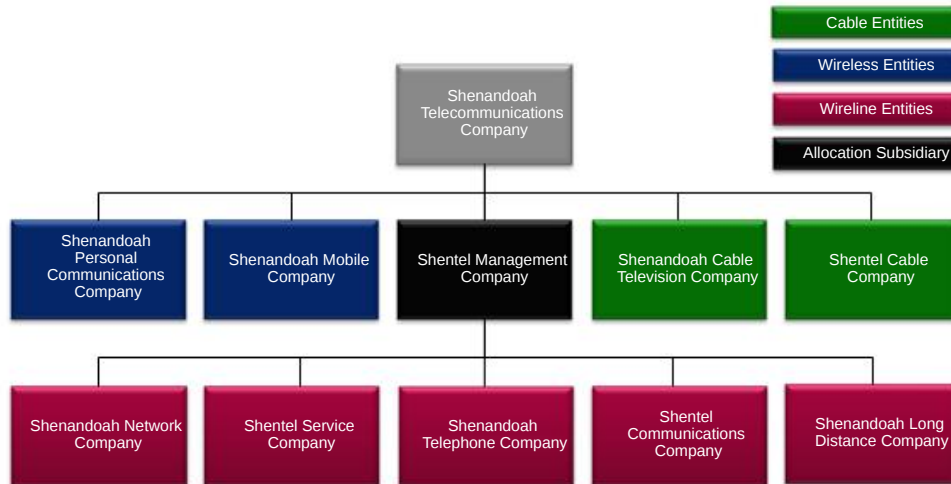 Cable Entities
Wireless Entities
Wireline Entities
Allocation Subsidiary
Shenandoah
Telecommunications
Company
Shenandoah
Personal
Communications
Company
Shenandoah Mobile
Company
Shentel Management
Company
Shenandoah Cable
Television Company
Shentel Cable
Company
Shenandoah Network
Company
Shentel Service
Company
Shenandoah
Telephone Company
Shentel
Communications
Company
Shenandoah Long
Distance Company